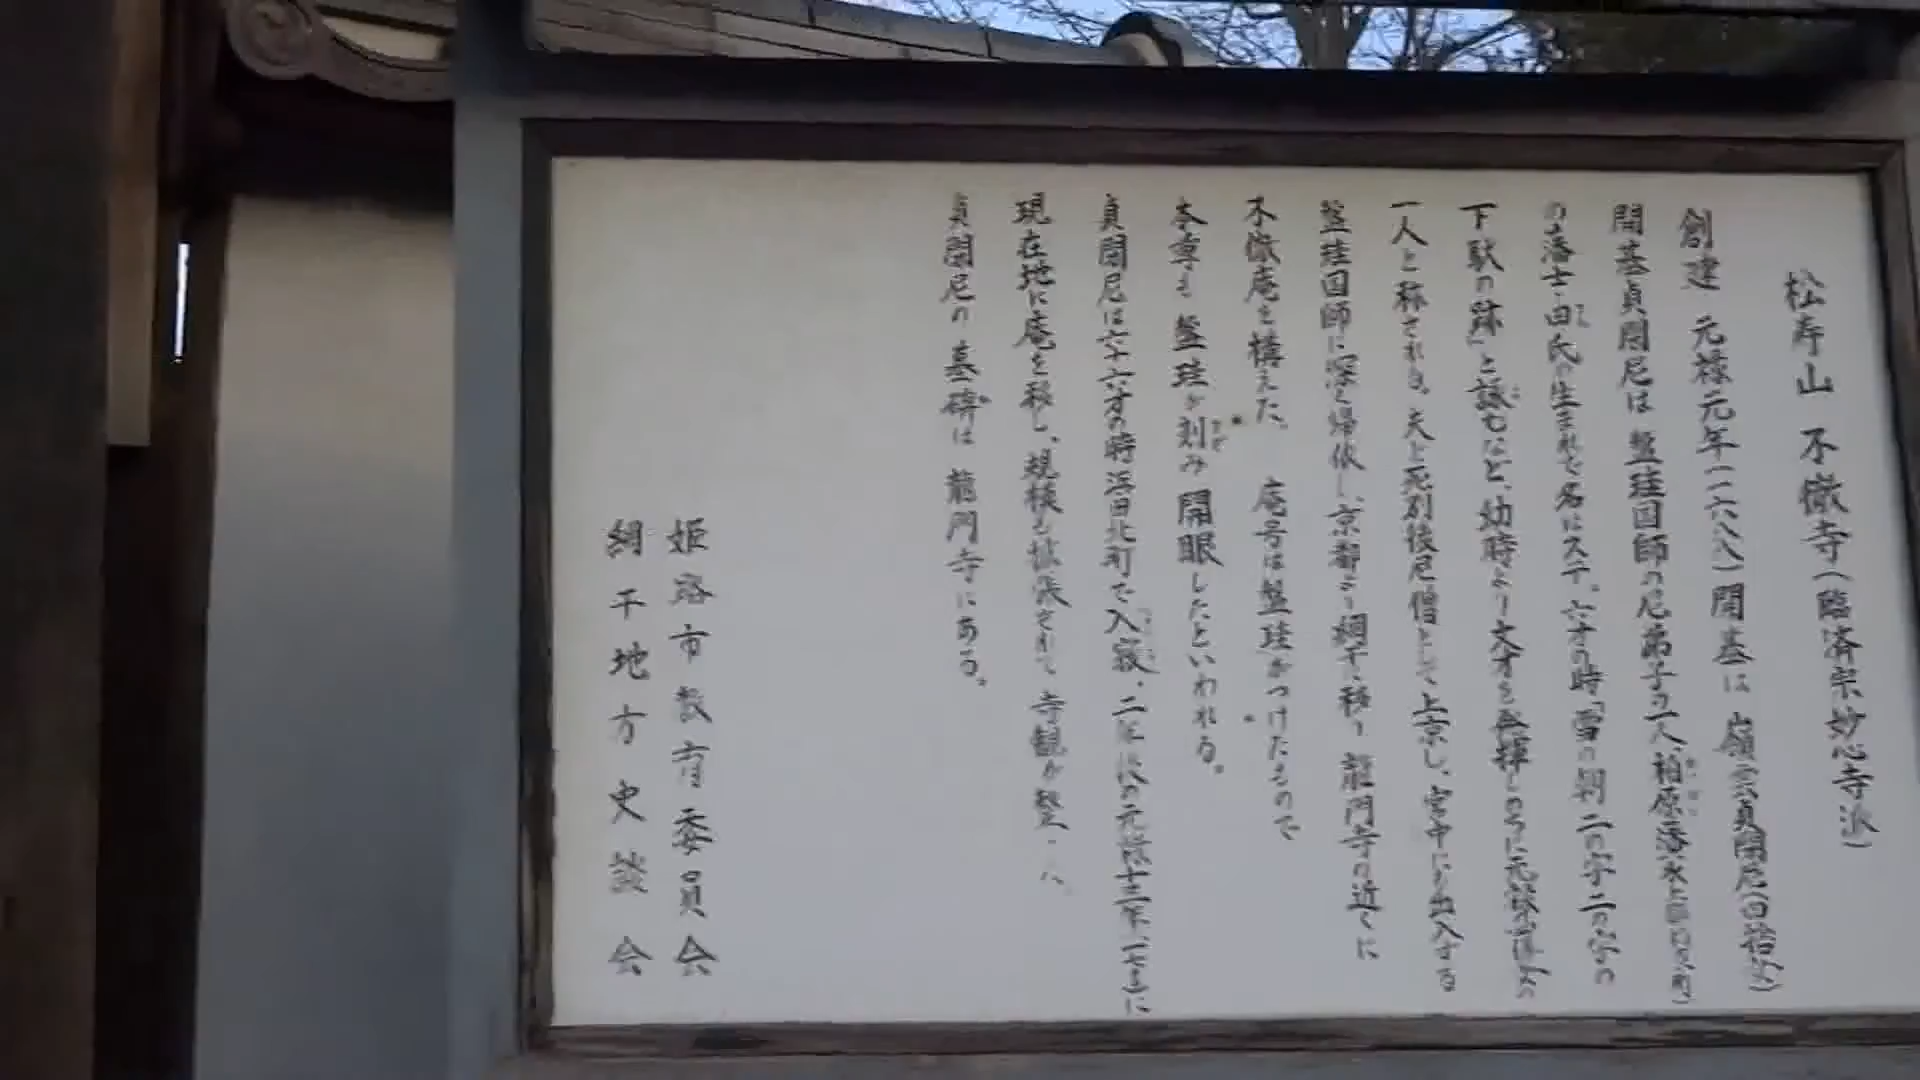 松寿山 不徹寺(臨済宗妙心寺派)
創建 元禄元年(一六八八)開基は 嶺雲貞閑尼(田捨女)
開基貞閑尼は 盤珪国師の尼弟子の一人、柏原藩(氷上郡柏原町)
の藩士・田氏の生まれで名はステ。六才の時、「雪の朝 二の字 二の字の
下駄の跡」と詠むなど、幼時より文才を発揮しのちに元禄
一人と称される。夫と死別後尼僧として上京し、宮中にも出入する
盤珪国師に深く帰依し、京都より網干に移り 龍門寺の近くに
不徹庵を構えた。 庵号は盤珪がつけたもので
本尊も 盤珪が 刻み 開眼したといわれる。
貞閑尼は六十六才の時 浜田北町で 入寂。二年後の元禄十三年、一七〇〇に
現在地に庵を移し、規模も拡張されて 寺観が整
貞閑尼の 墓碑は 龍門寺にある。
姫路市教育委員会
網干地方史談会